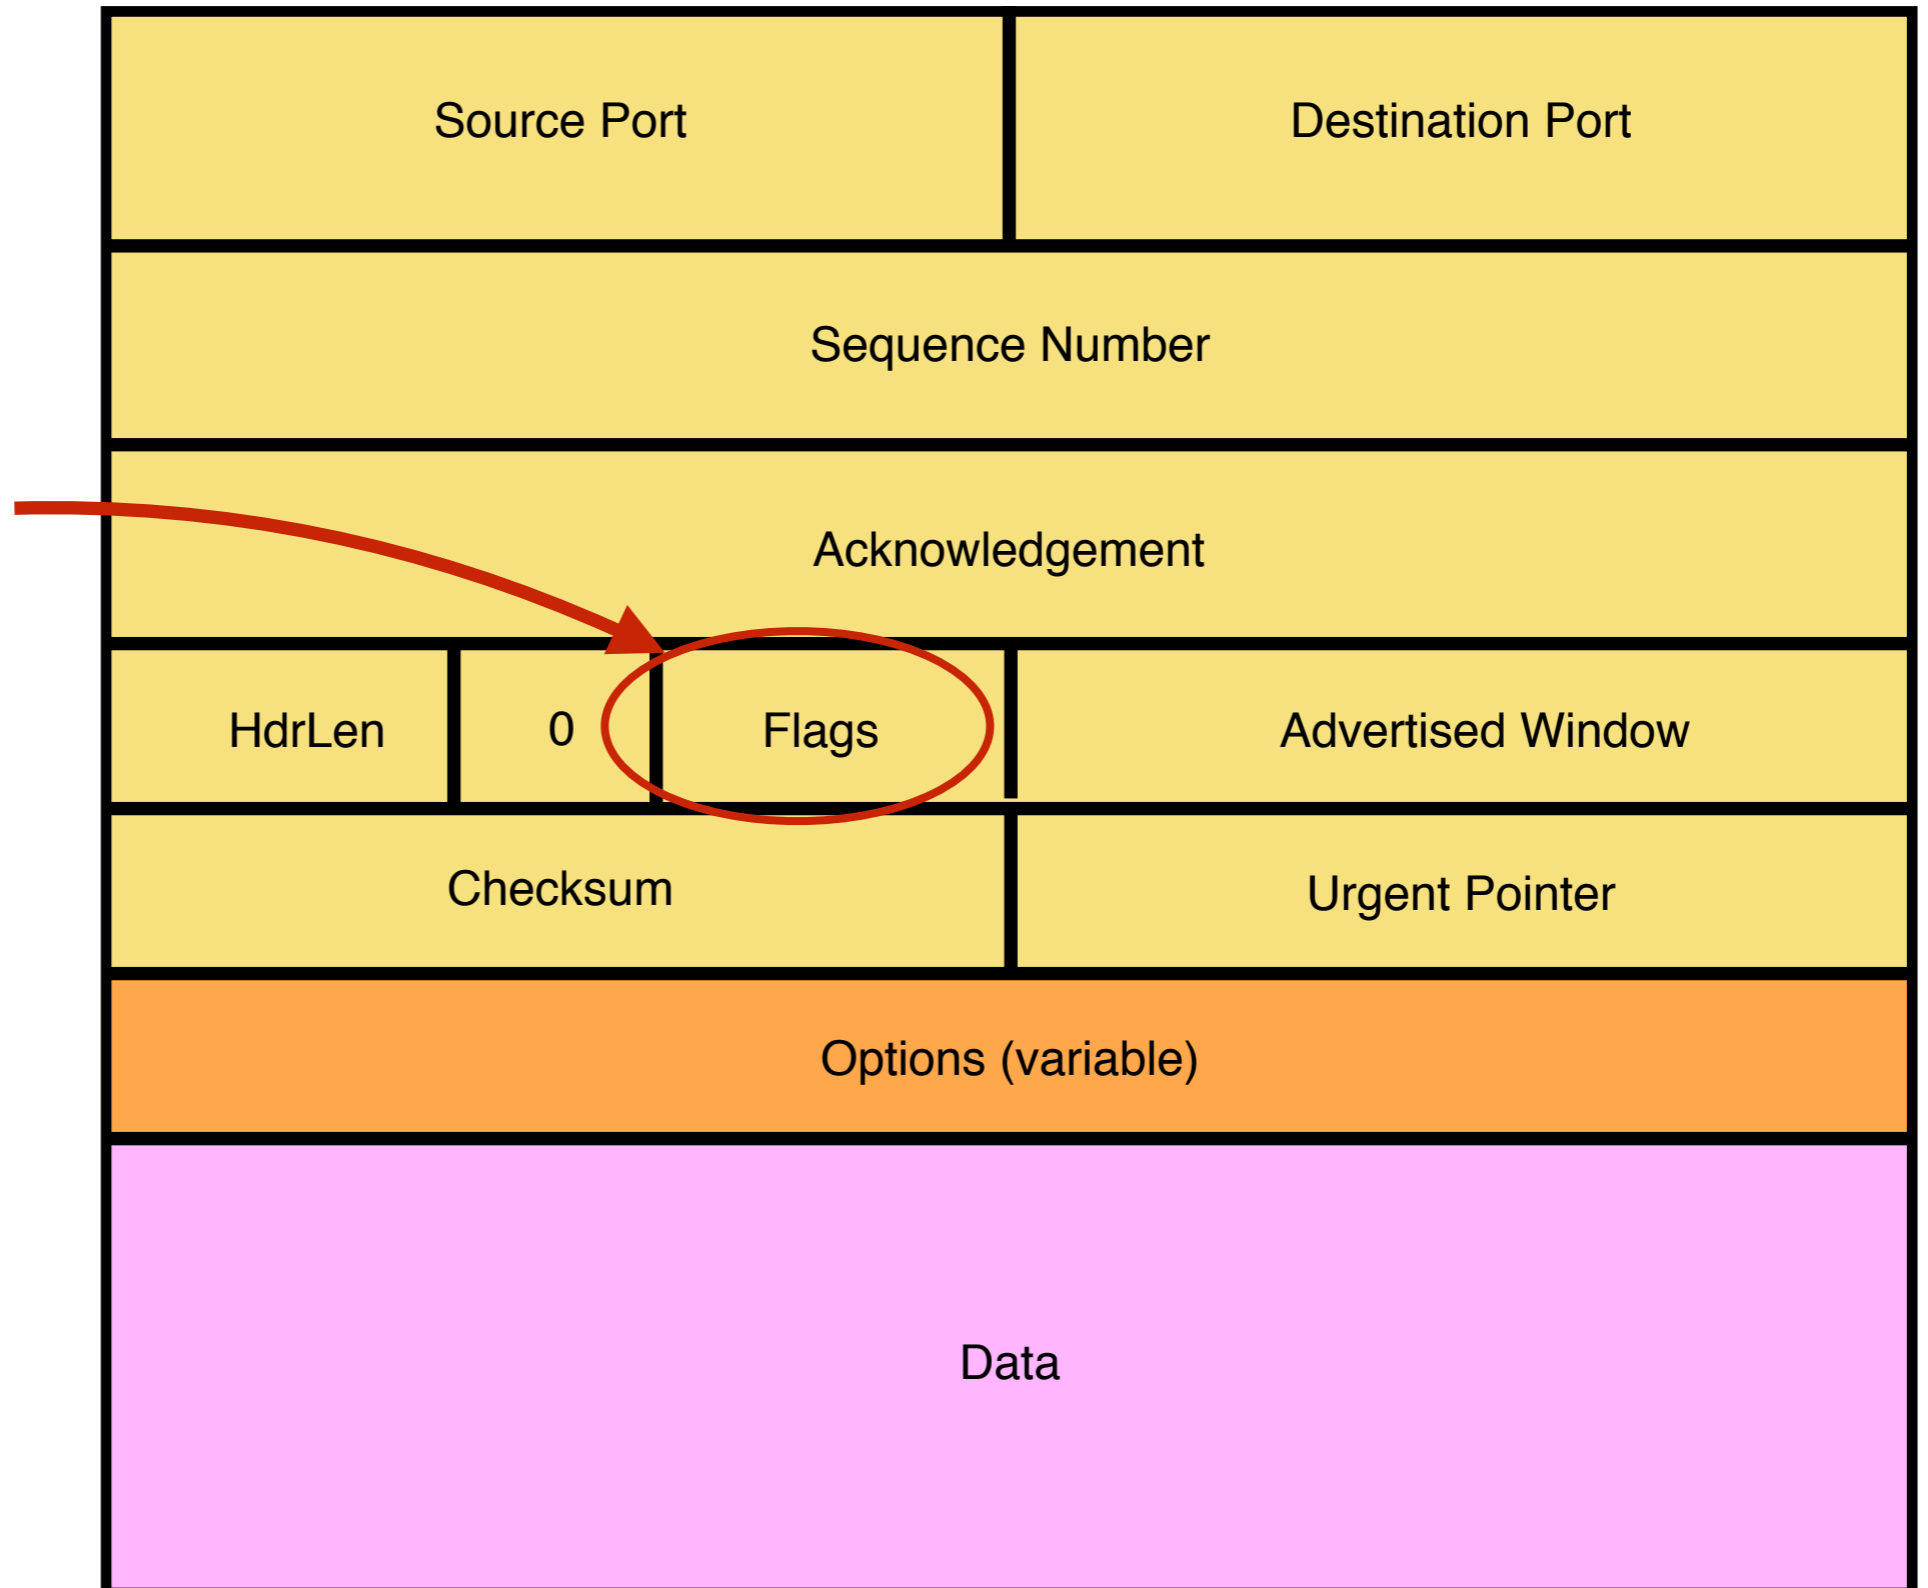 Source Port
Destination Port
Sequence Number
Acknowledgement
HdrLen
0
Flags
Advertised Window
Checksum
Urgent Pointer
Options (variable)
Data